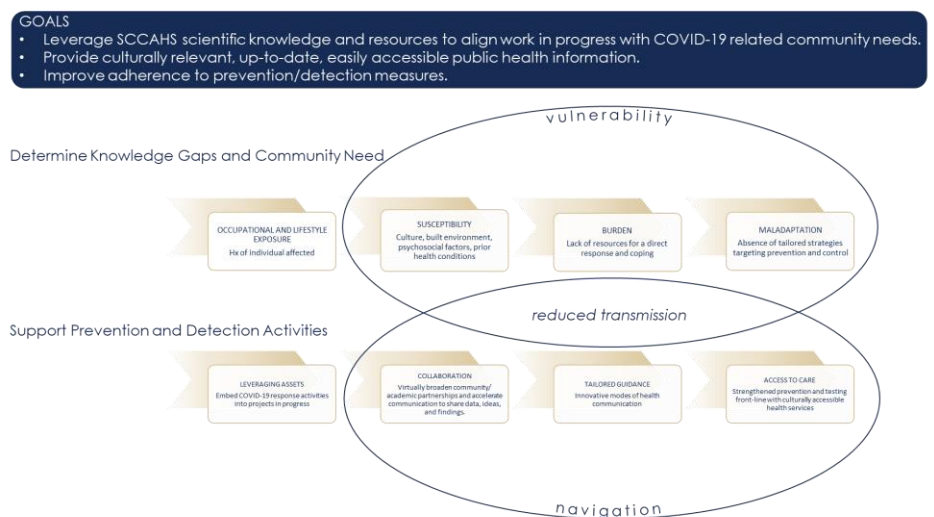 GOALS
• Leverage SCCAHS scientific knowledge and resources to align work in progress with COVID-19 related community needs.
• Provide culturally relevant, up-to-date, easily accessible public health information.
• Improve adherence to prevention/detection measures.
vulnerability
Determine Knowledge Gaps and Community Need
OCCUPATIONAL AND LIFESTYLE
EXPOSURE
Hx of individual affected
SUSCEPTIBILITY
Culture, built environment,
psychosocial factors, prior
health conditions
BURDEN
Lack of resources for a direct
response and coping
MALADAPTATION
Absence of tailored strategies
targeting prevention and control
reduced transmission
Support Prevention and Detection Activities
LEVERAGING ASSETS
Embed COVID-19 response activities
into projects in progress
COLLABORATION
Virtually broaden community/
academic partnerships and accelerate
communication to share data, ideas,
and findings.
TAILORED GUIDANCE
Innovative modes of health
communication
ACCESS TO CARE
Strengthened prevention and testing
front-line with culturally accessible
health services
navigation